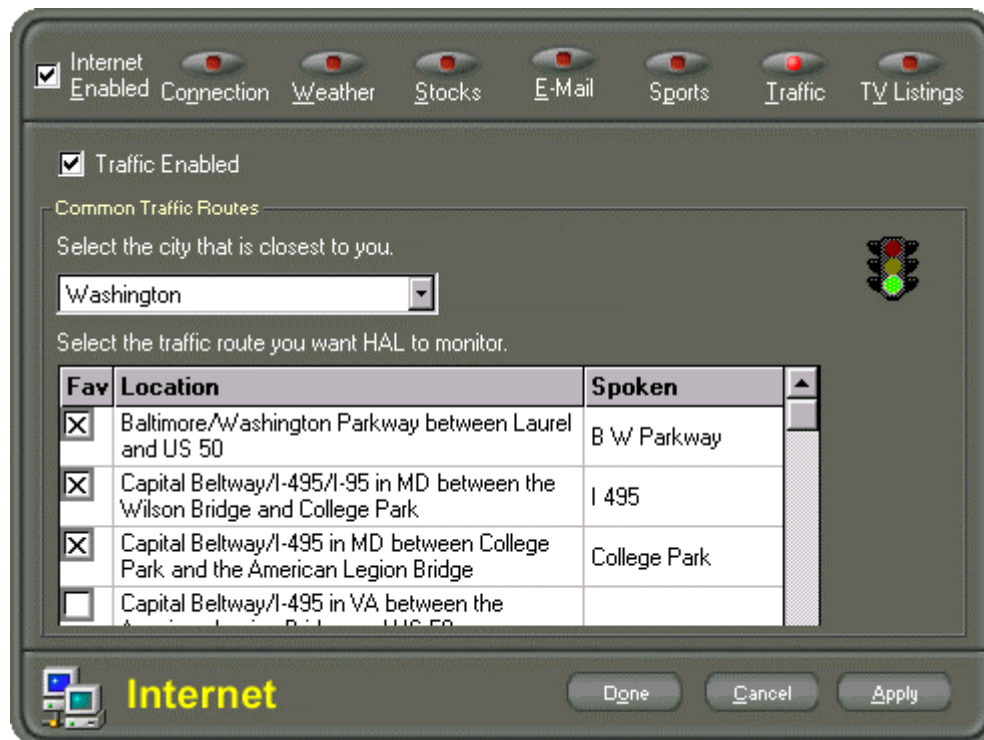 Internet
Enabled
Connection Weather Stocks E-Mail Sports Traffic TV Listings
Traffic Enabled
Common Traffic Routes
Select the city that is closest to you.
Washington
Select the traffic route you want HAL to monitor.
Fav Location Spoken
Baltimore/Washington Parkway between Laurel
and US 50
B W Parkway
Capital Beltway/I-495/I-95 in MD between the
Wilson Bridge and College Park
I 495
Capital Beltway/I-495 in MD between College
Park and the American Legion Bridge
College Park
Capital Beltway/I-495 in VA between the
Internet
Done Cancel Apply